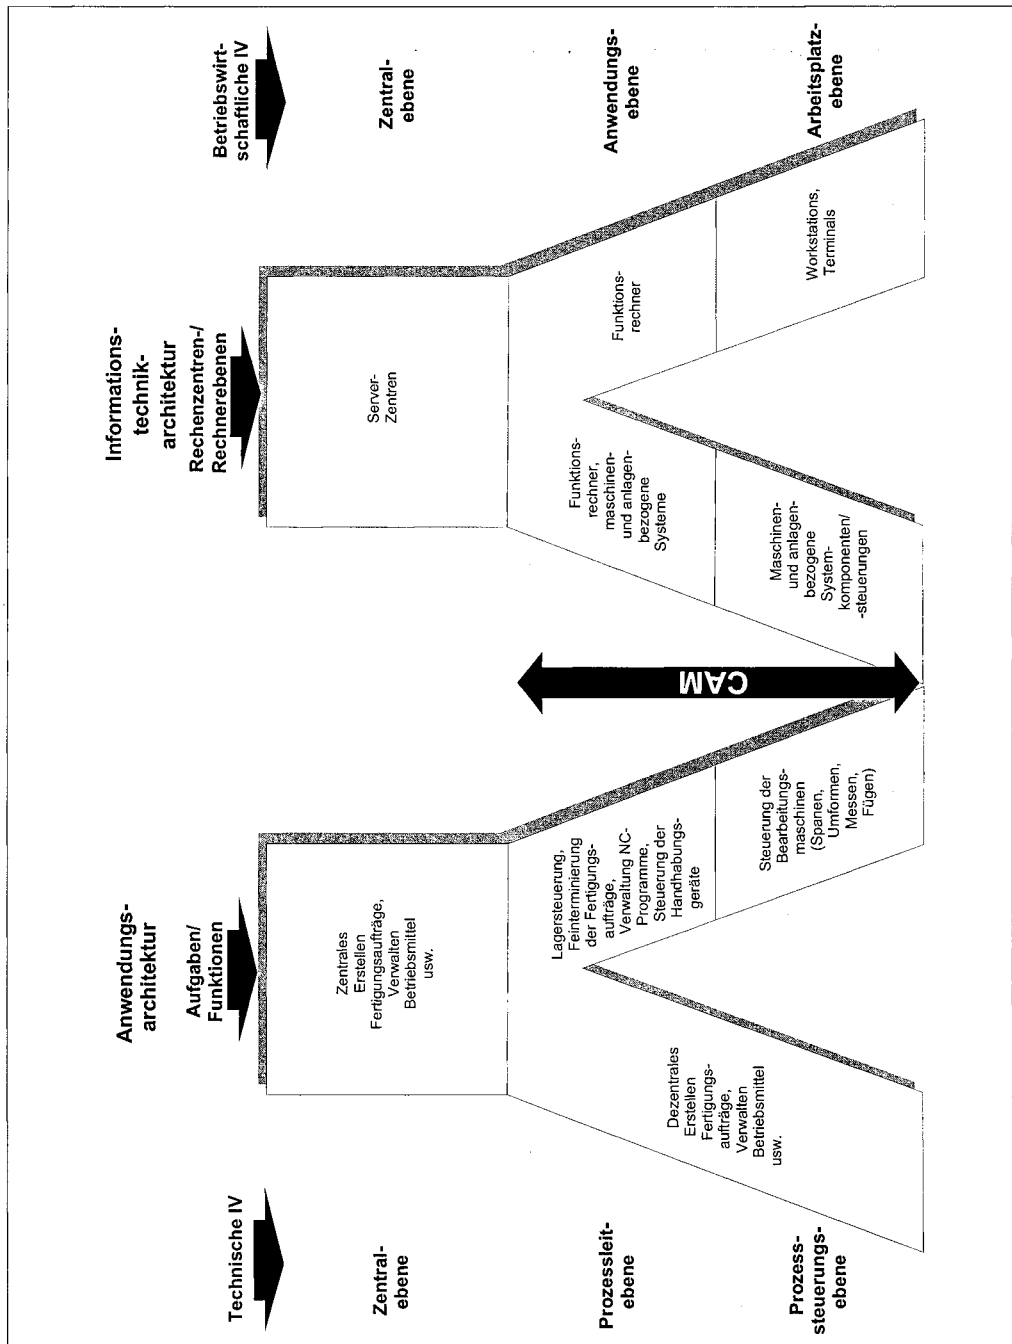 Technische IV
Anwendungs-
architektur
Aufgaben/
Funktionen
Informations-
technik-
architektur
Rechenzentren-/
Rechnerebenen
Betriebswirt-
schaftliche IV
Zentral-
ebene
Zentrales
Erstellen
Fertigungsaufträge,
Verwalten
Betriebsmittel
usw.
Server-
Zentren
Zentral-
ebene
Prozessleit-
ebene
Dezentrales
Erstellen
Fertigungs-
aufträge,
Verwalten
Betriebsmittel
usw.
Lagersteuerung,
Feinterminierung
der Fertigungs-
aufträge,
Verwaltung NC-
Programme,
Steuerung der
Handhabungs-
geräte
CAM
Funktions-
rechner,
maschinen-
und anlagen-
bezogene
Systeme
Funktions-
rechner
Anwendungs-
ebene
Prozess-
steuerungs-
ebene
Steuerung der
Bearbeitungs-
maschinen
(Spanen,
Umformen,
Messen,
Fügen)
Maschinen-
und anlagen-
bezogene
System-
komponenten/
-steuerungen
Workstations,
Terminals
Arbeitsplatz-
ebene